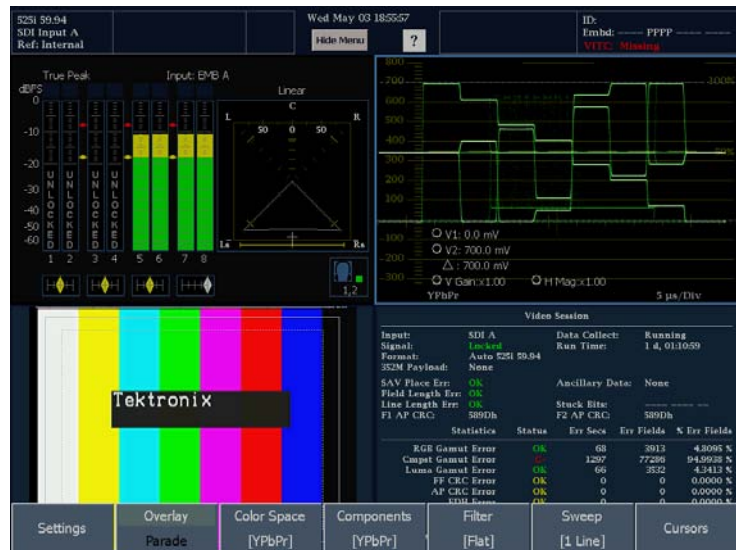 525i 59.94
SDI Input A
Ref: Internal
Wed May 03 18:55:57
Hide Menu
?
ID:
Embd: ---- PPPP ---- ----
VITC: Missing
True Peak
Input: EMB A
dBFS
0
-10
-20
-30
-40
-50
-60
UNLOCKED
UNLOCKED
UNLOCKED
UNLOCKED
1 2 3 4 5 6 7 8
Linear
C
L
R
50 0 50
Ls
Rs
1,2
800
700
100%
600
500
400
300
200
100
-100
-200
-300
V1: 0.0 mV
V2: 700.0 mV
Δ : 700.0 mV
V Gain:x1.00
H Mag:x1.00
YPbPr
5 µs/Div
Tektronix
Video Session
Input: SDI A Data Collect: Running
Signal: Locked Run Time: 1 d, 01:10:59
Format: Auto 525i 59.94
352M Payload: None
SAV Place Err: OK Ancillary Data: None
Field Length Err: OK
Line Length Err: OK Stuck Bits: ---- ---- --
F1 AP CRC: 589Dh F2 AP CRC: 589Dh
Statistics Status Err Secs Err Fields % Err Fields
RGB Gamut Error OK 68 3913 4.8095 %
Cmpst Gamut Error C- 1297 77286 94.9938 %
Luma Gamut Error OK 66 3532 4.3413 %
FF CRC Error OK 0 0 0.0000 %
AP CRC Error OK 0 0 0.0000 %
EDH Error OK 0 0 0.0000 %
Settings
Overlay
Parade
Color Space
[YPbPr]
Components
[YPbPr]
Filter
[Flat]
Sweep
[1 Line]
Cursors